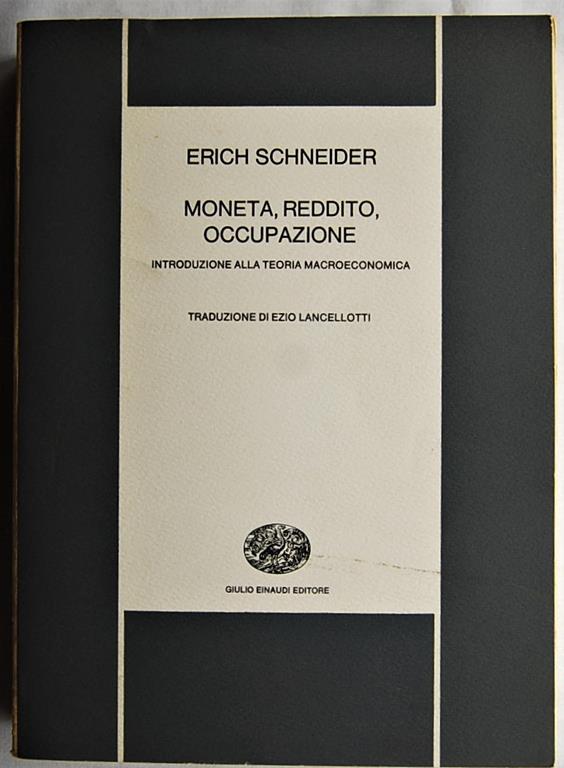 ERICH SCHNEIDER
MONETA, REDDITO,
OCCUPAZIONE
INTRODUZIONE ALLA TEORIA MACROECONOMICA
TRADUZIONE DI EZIO LANCELLOTTI
GIULIO EINAUDI EDITORE